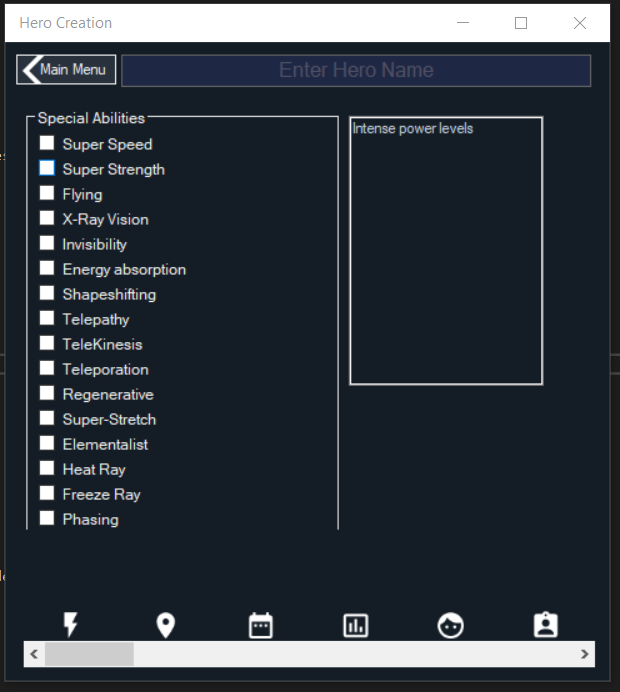 Hero Creation
Main Menu
Enter Hero Name
Special Abilities
Super Speed
Super Strength
Flying
X-Ray Vision
Invisibility
Energy absorption
Shapeshifting
Telepathy
TeleKinesis
Teleporation
Regenerative
Super-Stretch
Elementalist
Heat Ray
Freeze Ray
Phasing
Intense power levels